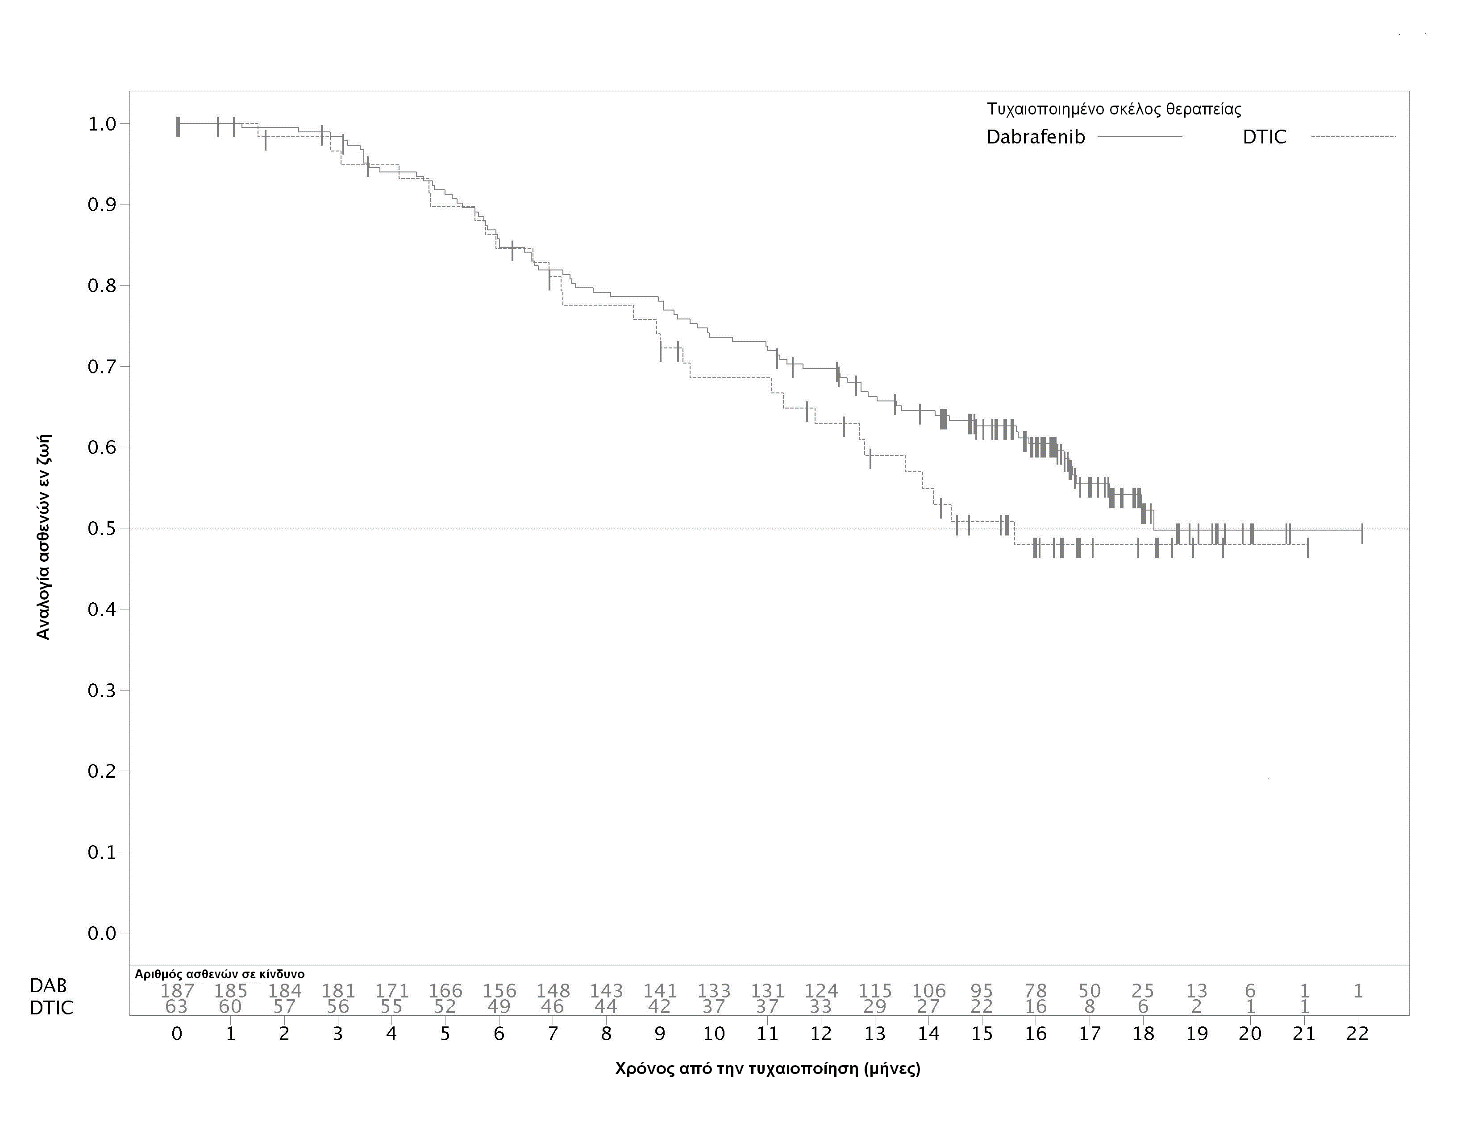 Τυχαιοποιημένο σκέλος θεραπείας
Dabrafenib DTIC
1.0
0.9
0.8
0.7
0.6
0.5
0.4
0.3
0.2
0.1
0.0
Αναλογία ασθενών εν ζωή
Αριθμός ασθενών σε κίνδυνο
DAB 187 185 184 181 171 166 156 148 143 141 133 131 124 115 106 95 78 50 25 13 6 1 1
DTIC 63 60 57 56 55 52 49 46 44 42 37 37 33 29 27 22 16 8 6 2 1 1
0 1 2 3 4 5 6 7 8 9 10 11 12 13 14 15 16 17 18 19 20 21 22
Χρόνος από την τυχαιοποίηση (μήνες)